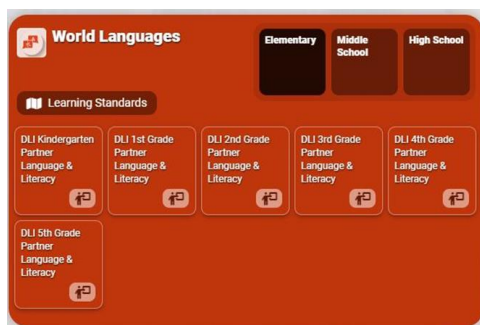 World Languages
Elementary
Middle
School
High School
Learning Standards
DLI Kindergarten
Partner
Language &
Literacy
DLI 1st Grade
Partner
Language &
Literacy
DLI 2nd Grade
Partner
Language &
Literacy
DLI 3rd Grade
Partner
Language &
Literacy
DLI 4th Grade
Partner
Language &
Literacy
DLI 5th Grade
Partner
Language &
Literacy